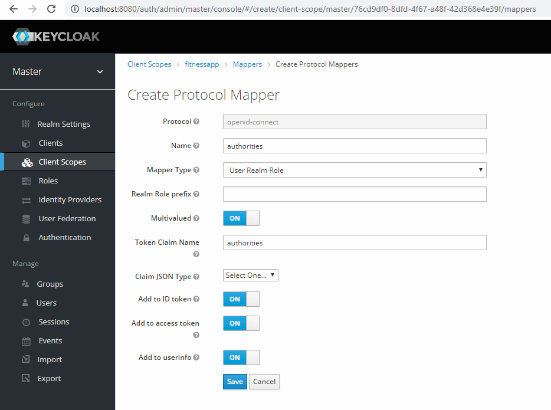 localhost:8080/auth/admin/master/console/#/create/client-scope/master/76cd9df0-8dfd-4f67-a48f-42d368e4e39f/mappers
KEYCLOAK
Master
Client Scopes > fitnessapp > Mappers > Create Protocol Mappers
Create Protocol Mapper
Configure
Realm Settings
Clients
Client Scopes
Roles
Identity Providers
User Federation
Authentication
Manage
Groups
Users
Sessions
Events
Import
Export
Protocol openid-connect
Name authorities
Mapper Type User Realm Role
Realm Role prefix
Multivalued ON
Token Claim Name authorities
Claim JSON Type Select One...
Add to ID token ON
Add to access token ON
Add to userinfo ON
Save Cancel